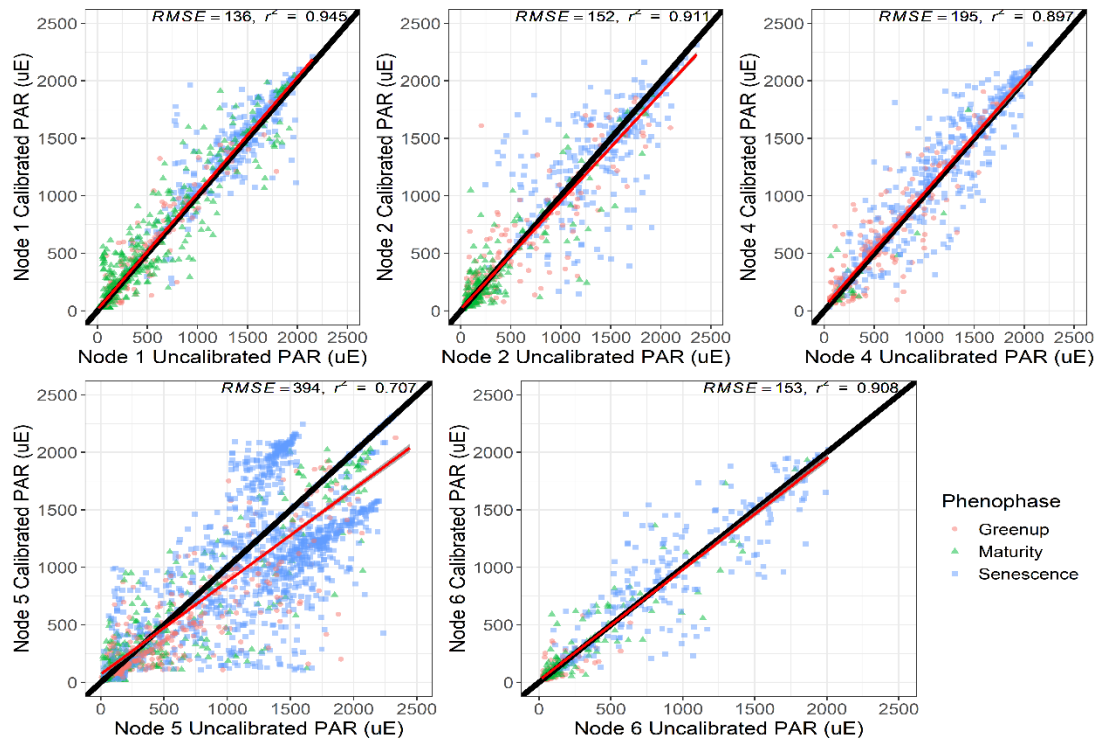 RMSE = 136, r² = 0.945
2500
2000
1500
1000
500
0
Node 1 Calibrated PAR (uE)
0 500 1000 1500 2000 2500
Node 1 Uncalibrated PAR (uE)
RMSE = 152, r² = 0.911
2500
2000
1500
1000
500
0
Node 2 Calibrated PAR (uE)
0 500 1000 1500 2000 2500
Node 2 Uncalibrated PAR (uE)
RMSE = 195, r² = 0.897
2500
2000
1500
1000
500
0
Node 4 Calibrated PAR (uE)
0 500 1000 1500 2000 2500
Node 4 Uncalibrated PAR (uE)
RMSE = 394, r² = 0.707
2500
2000
1500
1000
500
0
Node 5 Calibrated PAR (uE)
0 500 1000 1500 2000 2500
Node 5 Uncalibrated PAR (uE)
RMSE = 153, r² = 0.908
2500
2000
1500
1000
500
0
Node 6 Calibrated PAR (uE)
0 500 1000 1500 2000 2500
Node 6 Uncalibrated PAR (uE)
Phenophase
Greenup
Maturity
Senescence